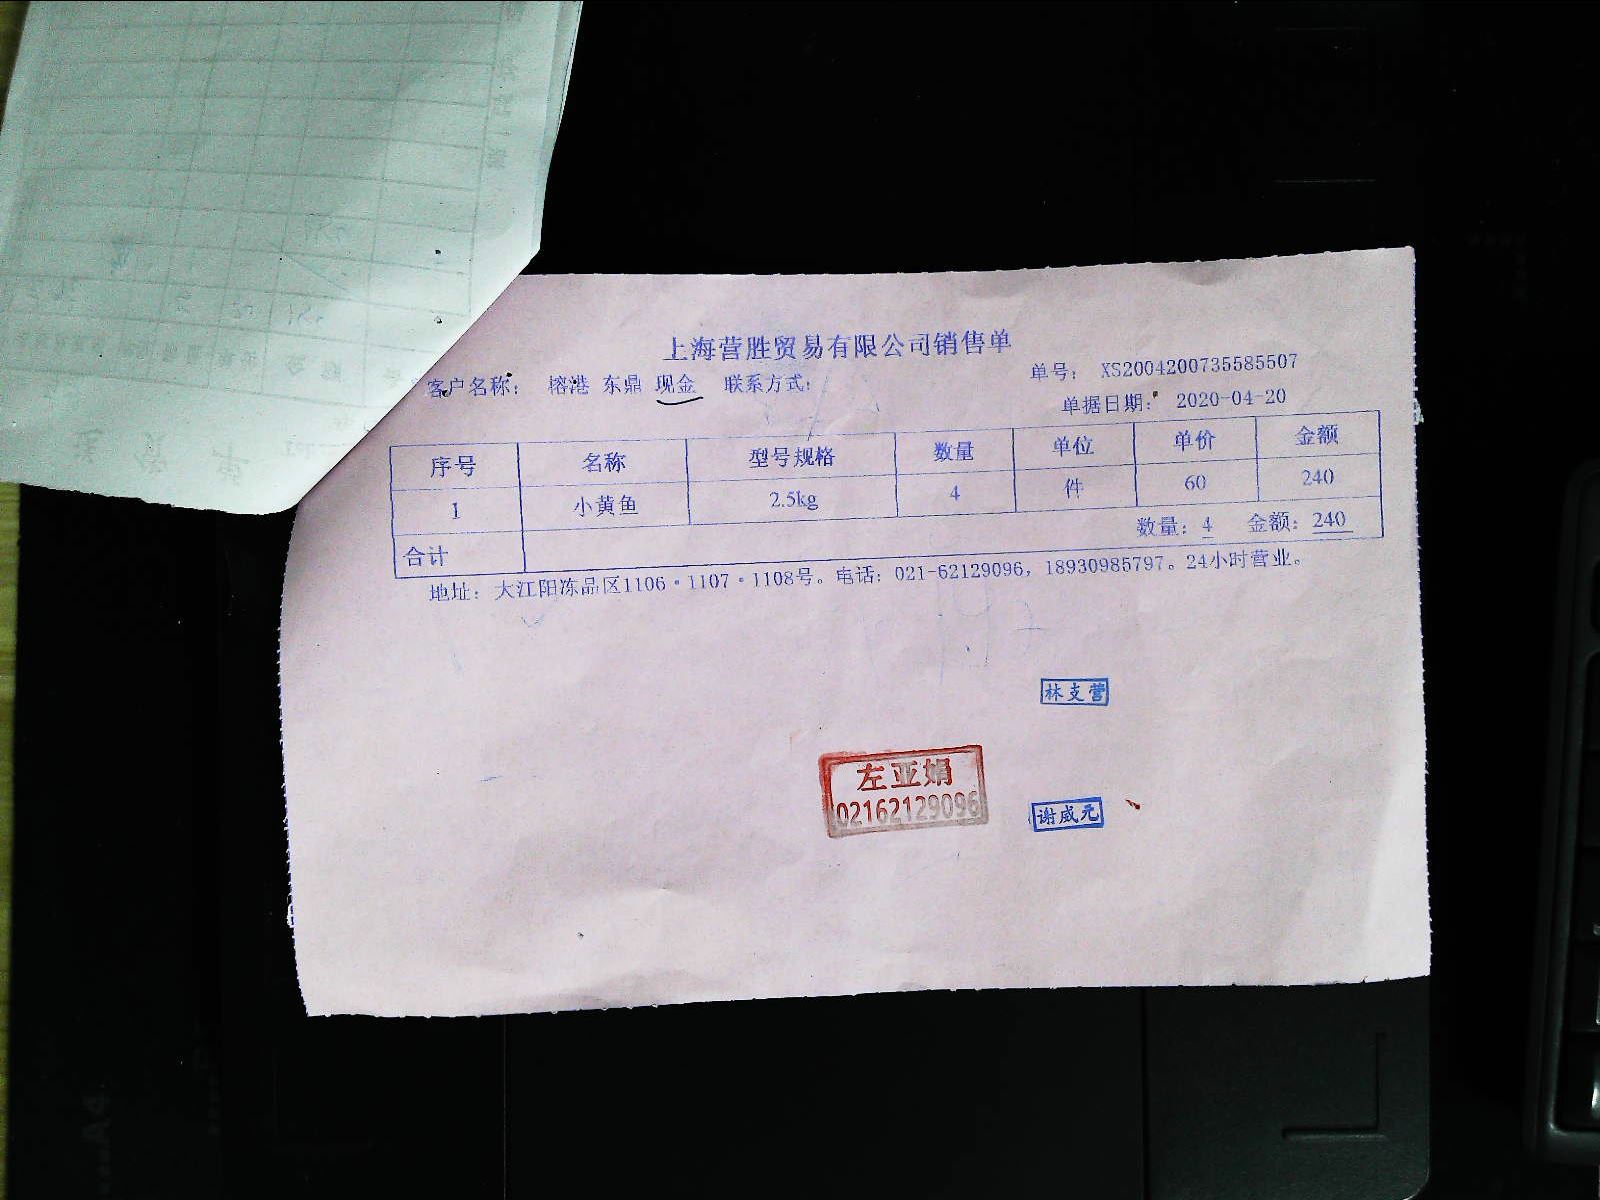 上海营胜贸易有限公司销售单
单号： XS2004200735585507
客户名称： 榕港 东鼎 现金 联系方式：
单据日期： 2020-04-20
序号 名称 型号规格 数量 单位 单价 金额
1 小黄鱼 2.5kg 4 件 60 240
合计 数量：4 金额：240
地址：大江阳冻品区1106·1107·1108号。电话：021-62129096，18930985797。24小时营业。
林支营
左亚娟
02162129096
谢威元